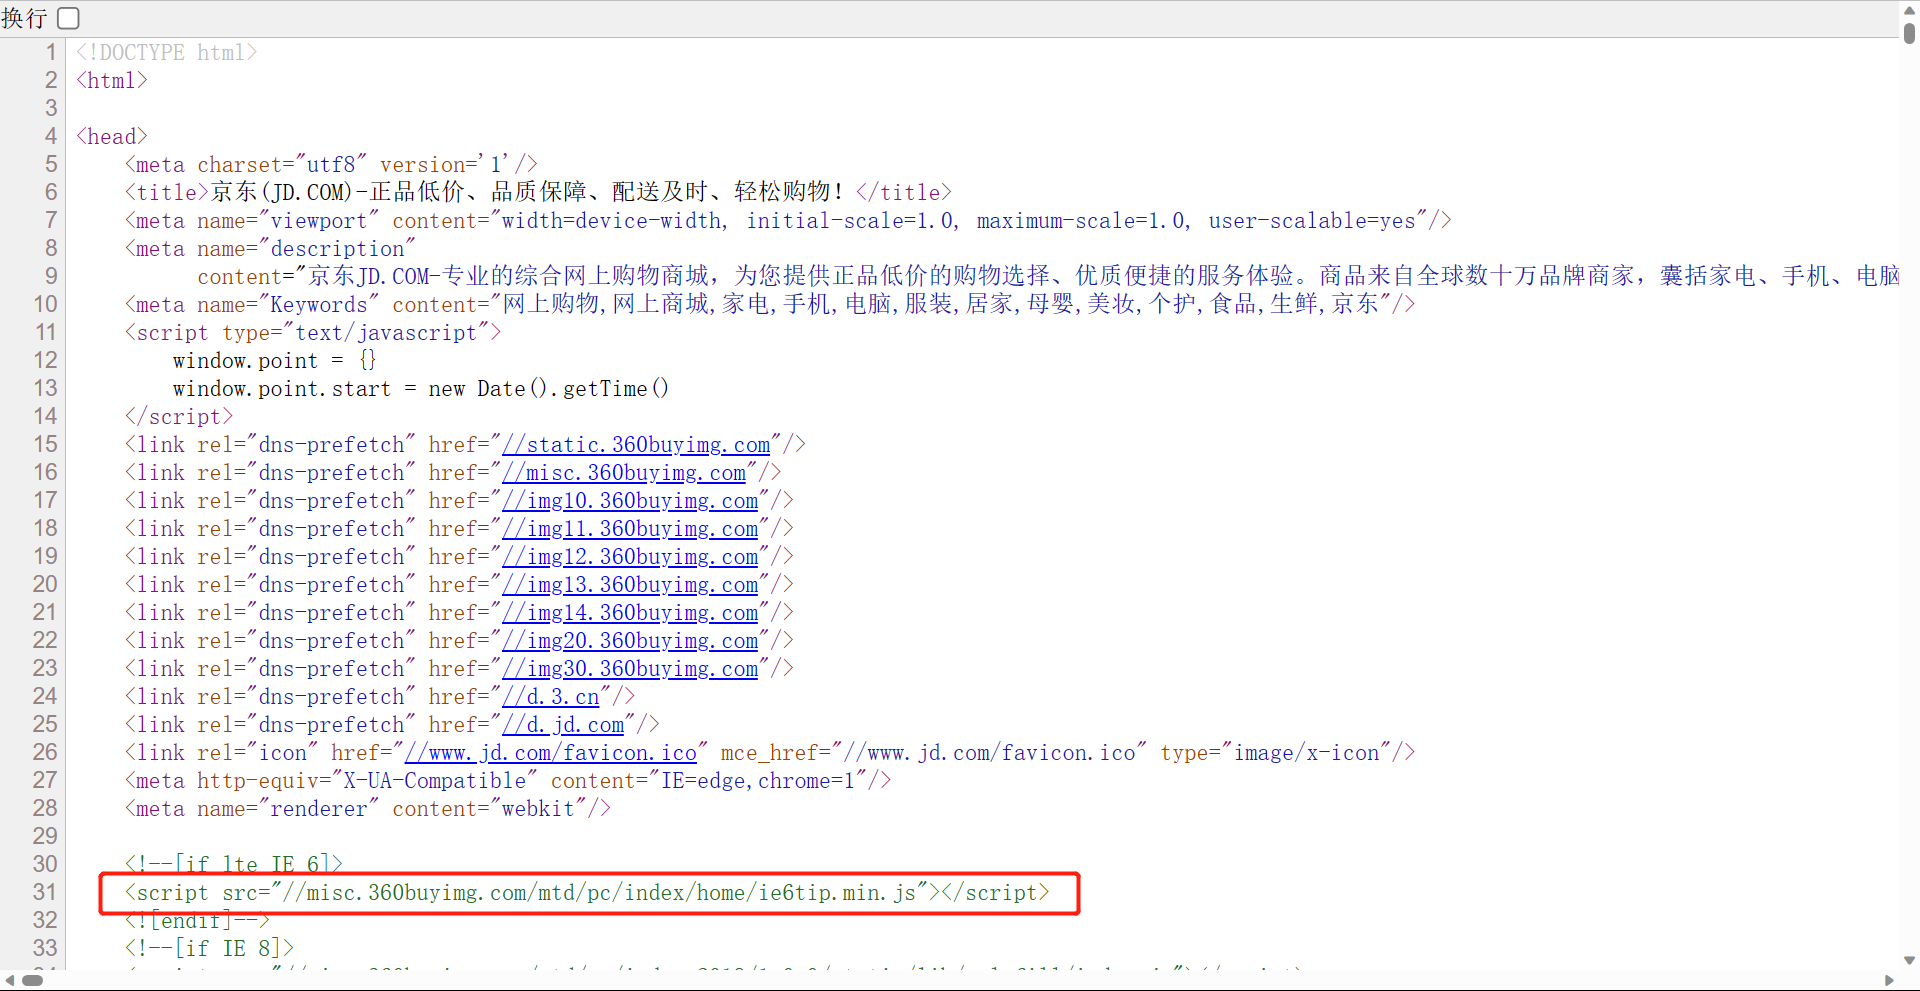 换行
1 <!DOCTYPE html>
2 <html>
3
4 <head>
5 <meta charset="utf8" version='1'/>
6 <title>京东(JD.COM)-正品低价、品质保障、配送及时、轻松购物！</title>
7 <meta name="viewport" content="width=device-width, initial-scale=1.0, maximum-scale=1.0, user-scalable=yes"/>
8 <meta name="description"
9 content="京东JD.COM-专业的综合网上购物商城，为您提供正品低价的购物选择、优质便捷的服务体验。商品来自全球数十万品牌商家，囊括家电、手机、电脑
10 <meta name="Keywords" content="网上购物,网上商城,家电,手机,电脑,服装,居家,母婴,美妆,个护,食品,生鲜,京东"/>
11 <script type="text/javascript">
12 window.point = {}
13 window.point.start = new Date().getTime()
14 </script>
15 <link rel="dns-prefetch" href="//static.360buyimg.com"/>
16 <link rel="dns-prefetch" href="//misc.360buyimg.com"/>
17 <link rel="dns-prefetch" href="//img10.360buyimg.com"/>
18 <link rel="dns-prefetch" href="//img11.360buyimg.com"/>
19 <link rel="dns-prefetch" href="//img12.360buyimg.com"/>
20 <link rel="dns-prefetch" href="//img13.360buyimg.com"/>
21 <link rel="dns-prefetch" href="//img14.360buyimg.com"/>
22 <link rel="dns-prefetch" href="//img20.360buyimg.com"/>
23 <link rel="dns-prefetch" href="//img30.360buyimg.com"/>
24 <link rel="dns-prefetch" href="//d.3.cn"/>
25 <link rel="dns-prefetch" href="//d.jd.com"/>
26 <link rel="icon" href="//www.jd.com/favicon.ico" mce_href="//www.jd.com/favicon.ico" type="image/x-icon"/>
27 <meta http-equiv="X-UA-Compatible" content="IE=edge,chrome=1"/>
28 <meta name="renderer" content="webkit"/>
29
30 <!--[if lte IE 6]>
31 <script src="//misc.360buyimg.com/mtd/pc/index/home/ie6tip.min.js"></script>
32 <![endif]-->
33 <!--[if IE 8]>